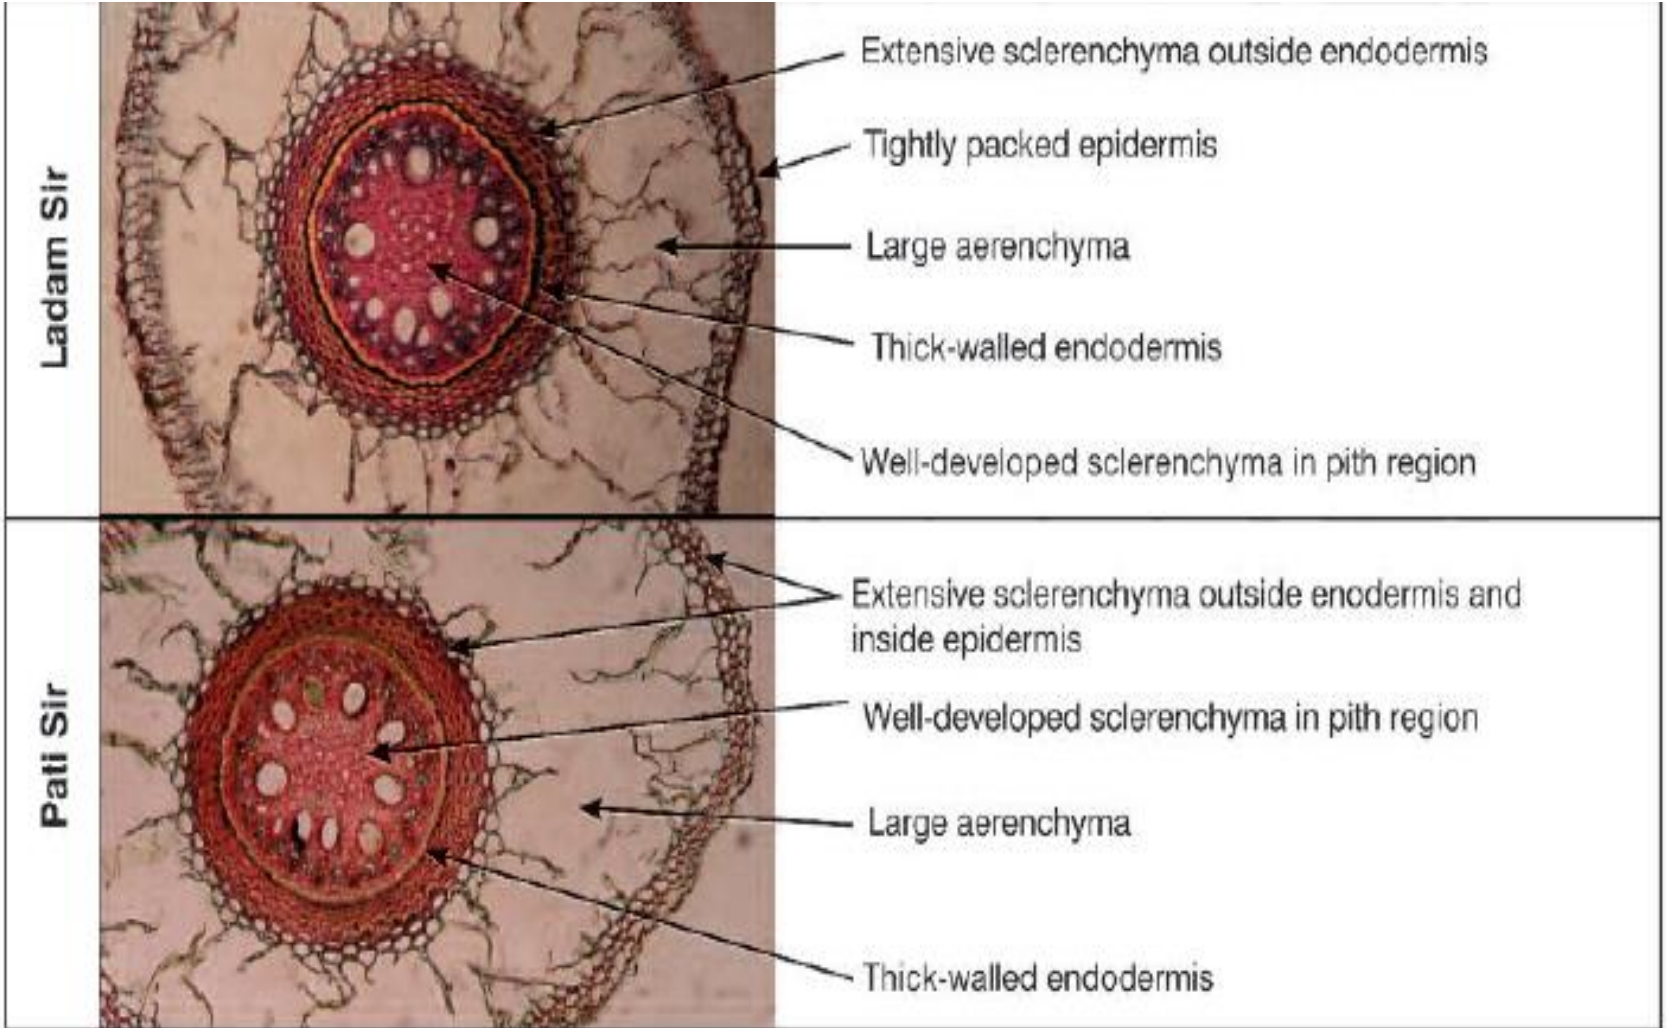 Ladam Sir
Extensive sclerenchyma outside endodermis
Tightly packed epidermis
Large aerenchyma
Thick-walled endodermis
Well-developed sclerenchyma in pith region
Pati Sir
Extensive sclerenchyma outside enodermis and
inside epidermis
Well-developed sclerenchyma in pith region
Large aerenchyma
Thick-walled endodermis